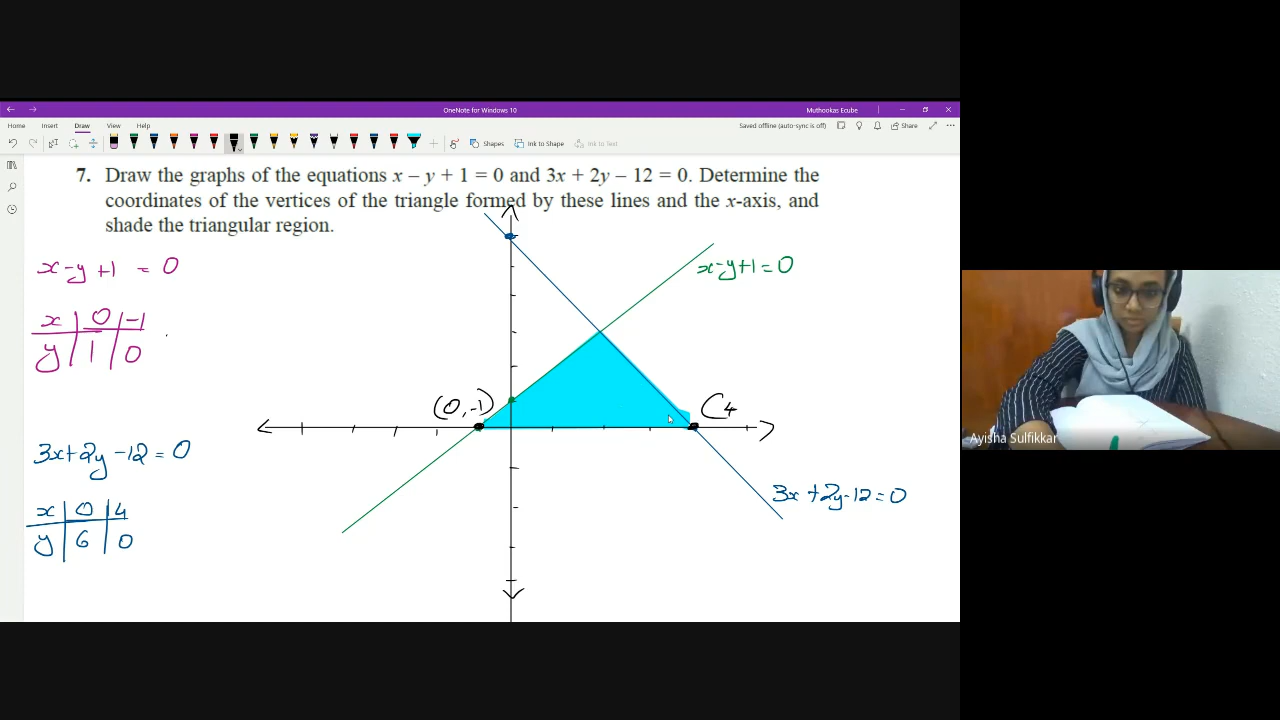 OneNote for Windows 10
Muthookas Ecube
Home Insert Draw View Help
Saved offline (auto-sync is off)
Share
Shapes Ink to Shape Ink to Text
7. Draw the graphs of the equations x – y + 1 = 0 and 3x + 2y – 12 = 0. Determine the
coordinates of the vertices of the triangle formed by these lines and the x-axis, and
shade the triangular region.
x-y+1 = 0
x 0 -1
y 1 0
x-y+1=0
(0,-1)
(4
3x+2y-12=0
x 0 4
y 6 0
3x+2y-12=0
Ayisha Sulfikkar